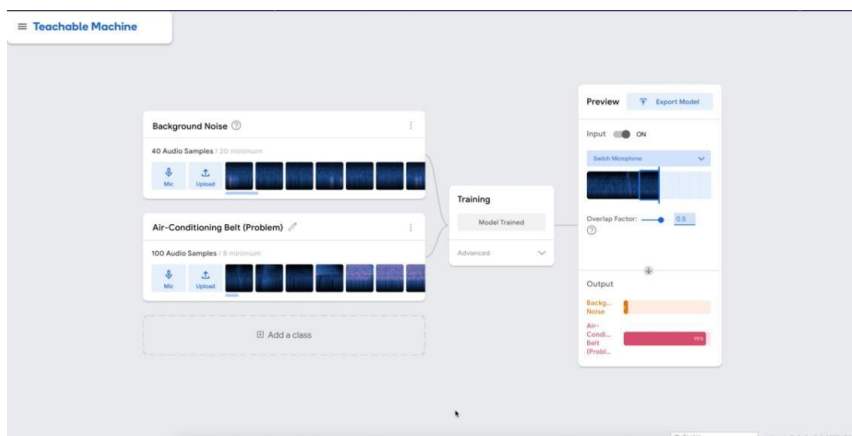 Teachable Machine
Background Noise
40 Audio Samples / 20 minimum
Mic
Upload
Air-Conditioning Belt (Problem)
100 Audio Samples / 8 minimum
Mic
Upload
Add a class
Training
Model Trained
Advanced
Preview
Export Model
Input
ON
Switch Microphone
Overlap Factor:
0.5
Output
Backg...
Noise
Air-
Condi...
Belt
(Probl...